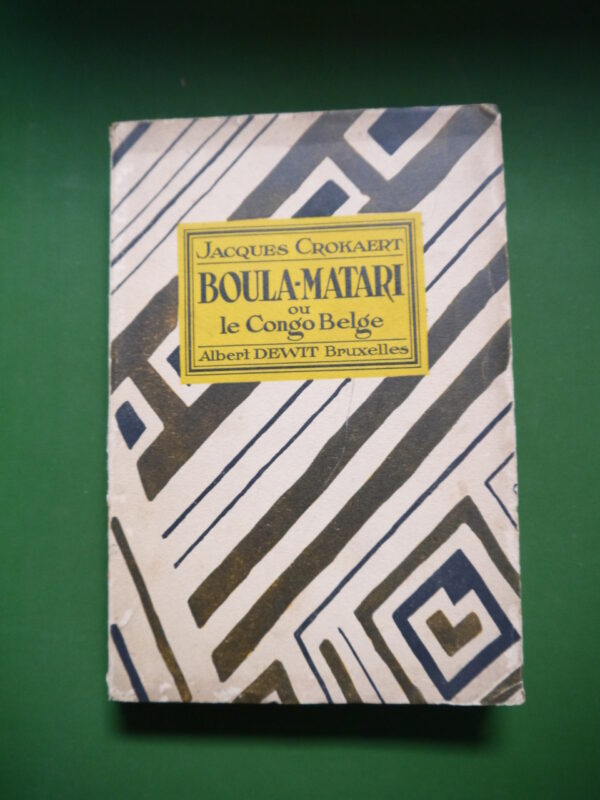 JACQUES CROKAERT
BOULA-MATARI
ou
le Congo Belge
Albert DEWIT Bruxelles